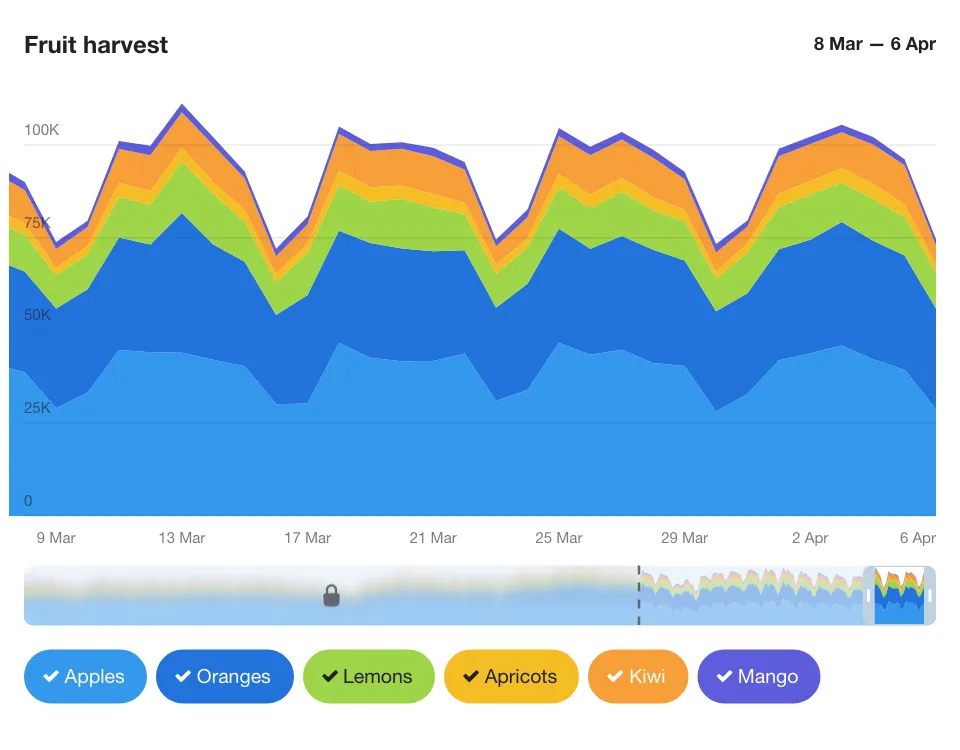 Fruit harvest
8 Mar — 6 Apr
100K
75K
50K
25K
0
9 Mar 13 Mar 17 Mar 21 Mar 25 Mar 29 Mar 2 Apr 6 Apr
Apples Oranges Lemons Apricots Kiwi Mango